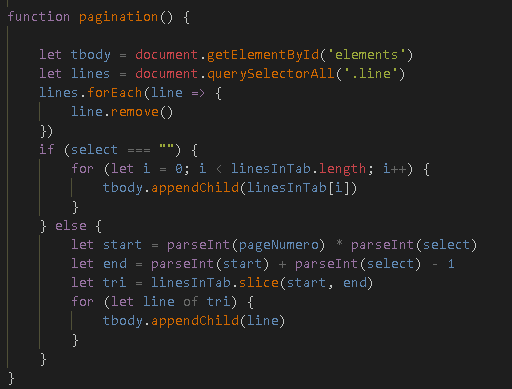 function pagination() {
let tbody = document.getElementById('elements')
let lines = document.querySelectorAll('.line')
lines.forEach(line => {
line.remove()
})
if (select === "") {
for (let i = 0; i < linesInTab.length; i++) {
tbody.appendChild(linesInTab[i])
}
} else {
let start = parseInt(pageNumero) * parseInt(select)
let end = parseInt(start) + parseInt(select) - 1
let tri = linesInTab.slice(start, end)
for (let line of tri) {
tbody.appendChild(line)
}
}
}